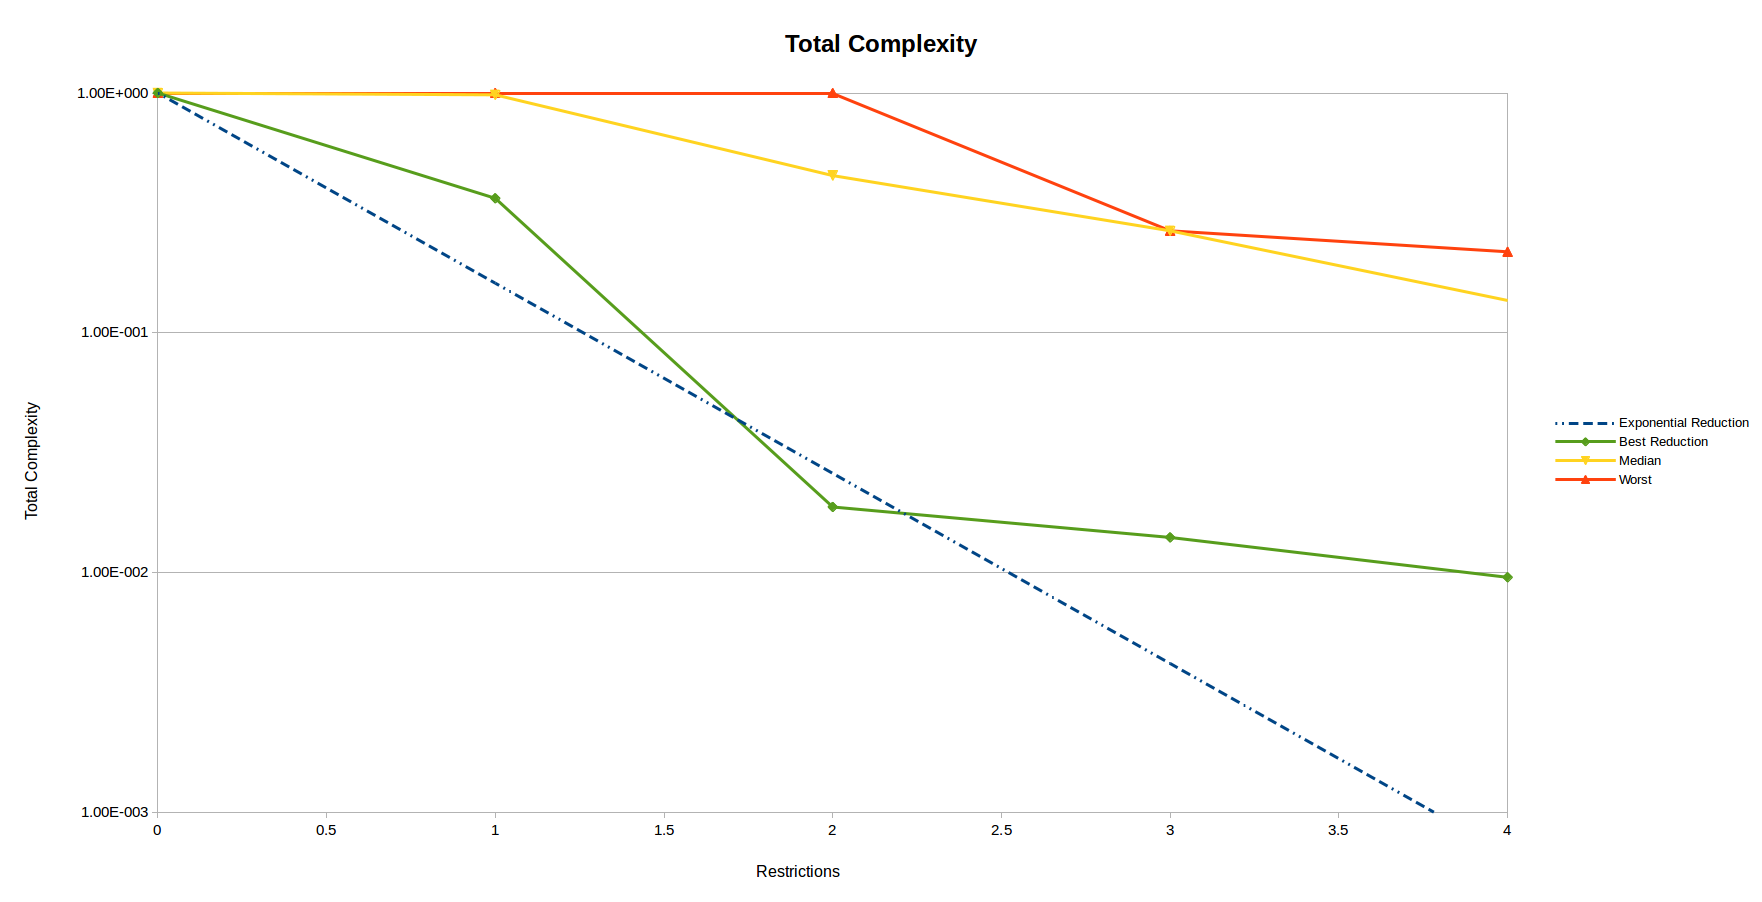 Total Complexity
1.00E+000
1.00E-001
1.00E-002
1.00E-003
Total Complexity
0 0.5 1 1.5 2 2.5 3 3.5 4
Restrictions
Exponential Reduction
Best Reduction
Median
Worst